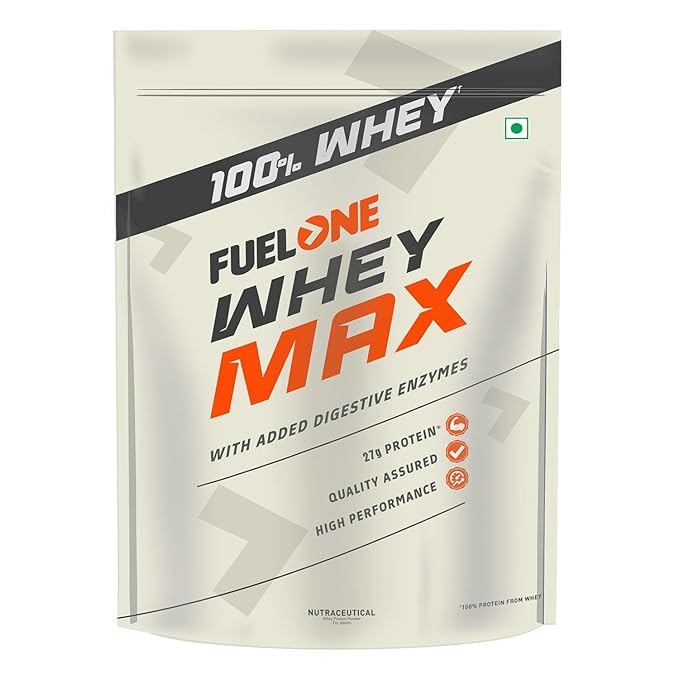 100% WHEY†
FUELONE
WHEY
MAX
WITH ADDED DIGESTIVE ENZYMES
27g PROTEIN*
QUALITY ASSURED
HIGH PERFORMANCE
†100% PROTEIN FROM WHEY
NUTRACEUTICAL
Whey Protein Powder
For Adults